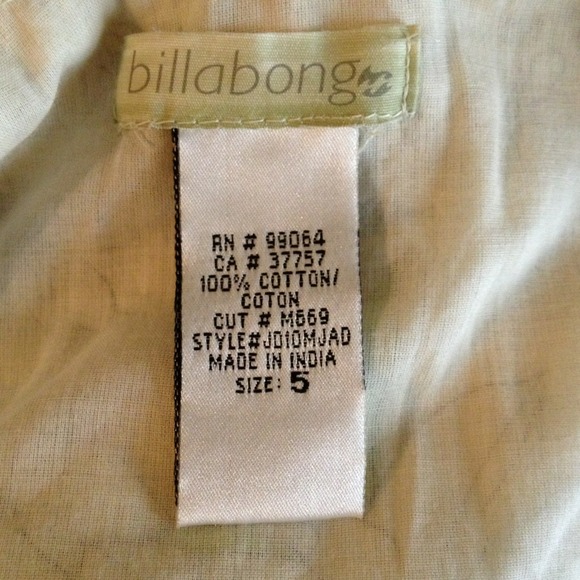 billabong
RN # 99064
CA # 37757
100% COTTON/
COTON
CUT # M669
STYLE#JD10MJAD
MADE IN INDIA
SIZE: 5